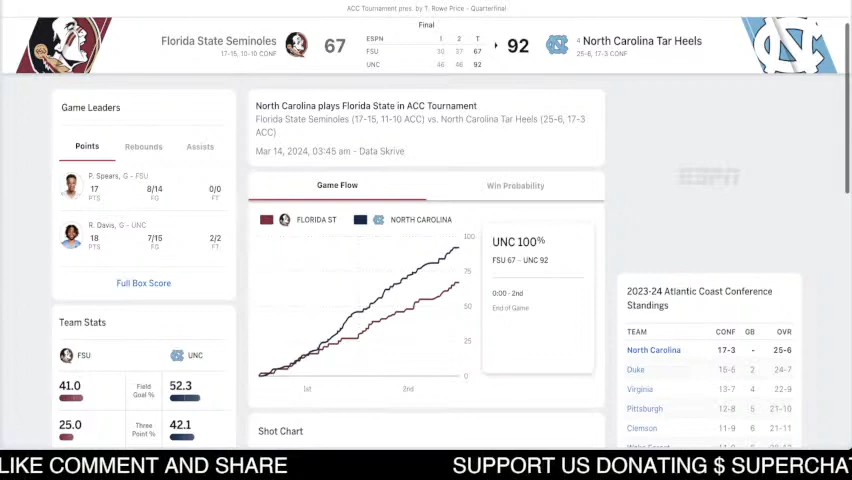 ACC Tournament pres. by T. Rowe Price - Quarterfinal
Florida State Seminoles
17-15, 10-10 CONF
67
Final
ESPN 1 2 T
FSU 30 37 67
UNC 46 46 92
92
4 North Carolina Tar Heels
25-6, 17-3 CONF
Game Leaders
Points Rebounds Assists
P. Spears, G - FSU
17 8/14 0/0
PTS FG FT
R. Davis, G - UNC
18 7/15 2/2
PTS FG FT
Full Box Score
Team Stats
FSU UNC
41.0 Field Goal % 52.3
25.0 Three Point % 42.1
North Carolina plays Florida State in ACC Tournament
Florida State Seminoles (17-15, 11-10 ACC) vs. North Carolina Tar Heels (25-6, 17-3
ACC)
Mar 14, 2024, 03:45 am - Data Skrive
Game Flow Win Probability
FLORIDA ST NORTH CAROLINA
100
75
50
25
0
1st 2nd
UNC 100%
FSU 67 - UNC 92
0:00 - 2nd
End of Game
Shot Chart
ESPN
2023-24 Atlantic Coast Conference
Standings
TEAM CONF GB OVR
North Carolina 17-3 - 25-6
Duke 15-5 2 24-7
Virginia 13-7 4 22-9
Pittsburgh 12-8 5 21-10
Clemson 11-9 6 21-11
LIKE COMMENT AND SHARE
SUPPORT US DONATING $ SUPERCHAT